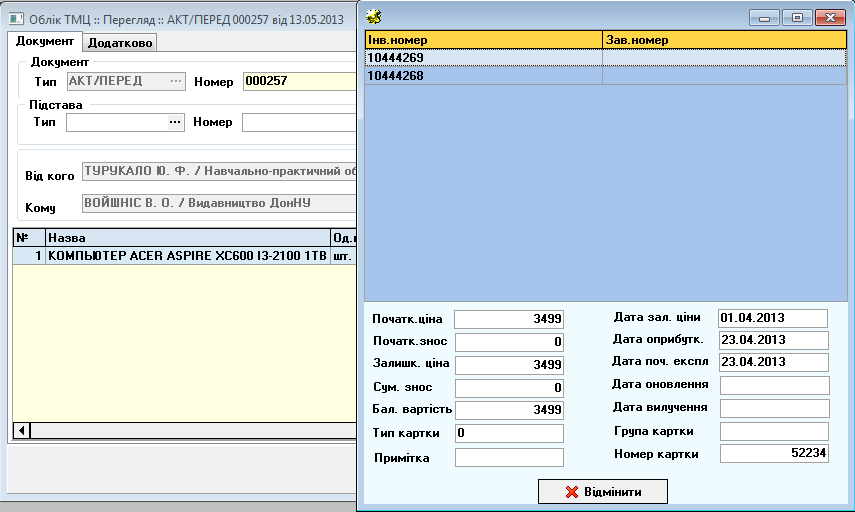 Облік ТМЦ :: Перегляд :: АКТ/ПЕРЕД 000257 від 13.05.2013
Документ Додатково
Документ
Тип АКТ/ПЕРЕД ... Номер 000257
Підстава
Тип ... Номер
Від кого ТУРУКАЛО Ю. Ф. / Навчально-практичний об
Кому ВОЙШНІС В. О. / Видавництво ДонНУ
№ Назва Од.
1 КОМПЬЮТЕР ACER ASPIRE XC600 I3-2100 1TB шт.
Інв.номер Зав.номер
10444269
10444268
Початк.ціна 3499 Дата зал. ціни 01.04.2013
Початк.знос 0 Дата оприбутк. 23.04.2013
Залишк. ціна 3499 Дата поч. експл 23.04.2013
Сум. знос 0 Дата оновлення
Бал. вартість 3499 Дата вилучення
Тип картки 0 Група картки
Примітка Номер картки 52234
Відмінити